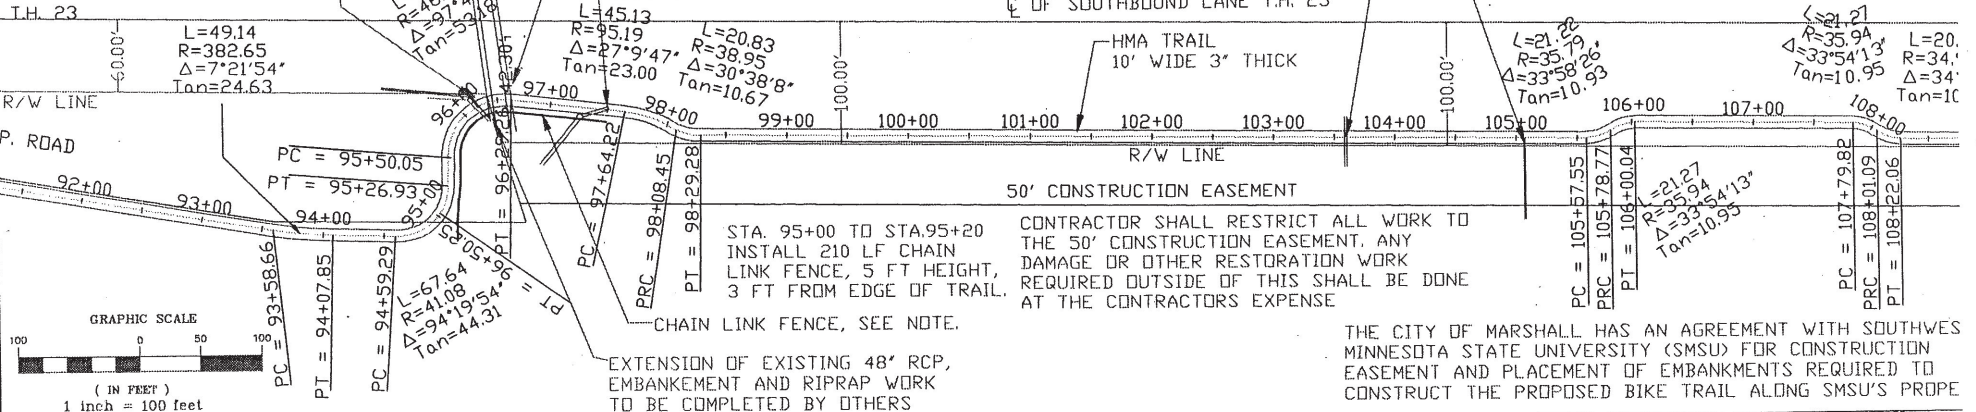 T.H. 23
℄ OF SOUTHBOUND LANE T.H. 23
60.00'
L=49.14
R=382.65
Δ=7°21'54"
Tan=24.63
R/W LINE
P. ROAD
Tan=53.18
L=45.13
R=95.19
Δ=27°9'47"
Tan=23.00
L=20.83
R=38.95
Δ=30°38'8"
Tan=10.67
HMA TRAIL
10' WIDE 3" THICK
100.00'
100.00'
L=21.22
R=35.79
Δ=33°58'26"
Tan=10.93
L=21.27
R=35.94
Δ=33°54'13"
Tan=10.95
L=20.
R=34.
Δ=34°
Tan=10
92+00
93+00
94+00
95+00
96+00
97+00
98+00
99+00
100+00
101+00
102+00
103+00
104+00
105+00
106+00
107+00
108+00
PC = 95+50.05
PT = 95+26.93
R/W LINE
50' CONSTRUCTION EASEMENT
PC = 93+58.66
PT = 94+07.85
PC = 94+59.29
L=67.64
R=41.08
Δ=94°19'54"
Tan=44.31
PC = 97+64.22
PRC = 98+08.45
PT = 98+29.28
PC = 105+57.55
PRC = 105+78.77
PT = 106+00.04
L=21.27
R=35.94
Δ=33°54'13"
Tan=10.95
PC = 107+79.82
PRC = 108+01.09
PT = 108+22.06
STA. 95+00 TO STA.95+20
INSTALL 210 LF CHAIN
LINK FENCE, 5 FT HEIGHT,
3 FT FROM EDGE OF TRAIL.
CONTRACTOR SHALL RESTRICT ALL WORK TO
THE 50' CONSTRUCTION EASEMENT. ANY
DAMAGE OR OTHER RESTORATION WORK
REQUIRED OUTSIDE OF THIS SHALL BE DONE
AT THE CONTRACTORS EXPENSE
CHAIN LINK FENCE, SEE NOTE.
EXTENSION OF EXISTING 48" RCP,
EMBANKEMENT AND RIPRAP WORK
TO BE COMPLETED BY OTHERS
THE CITY OF MARSHALL HAS AN AGREEMENT WITH SOUTHWES
MINNESOTA STATE UNIVERSITY (SMSU) FOR CONSTRUCTION
EASEMENT AND PLACEMENT OF EMBANKMENTS REQUIRED TO
CONSTRUCT THE PROPOSED BIKE TRAIL ALONG SMSU'S PROPE
GRAPHIC SCALE
100 0 50 100
( IN FEET )
1 inch = 100 feet